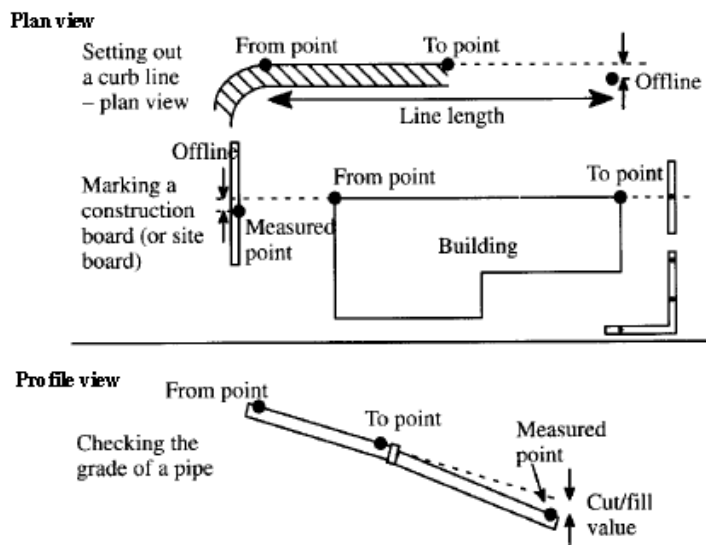 Plan view
Setting out
a curb line
– plan view
From point
To point
Offline
Line length
Offline
Marking a
construction
board (or site
board)
Measured
point
From point
To point
Building
Profile view
From point
To point
Checking the
grade of a pipe
Measured
point
Cut/fill
value